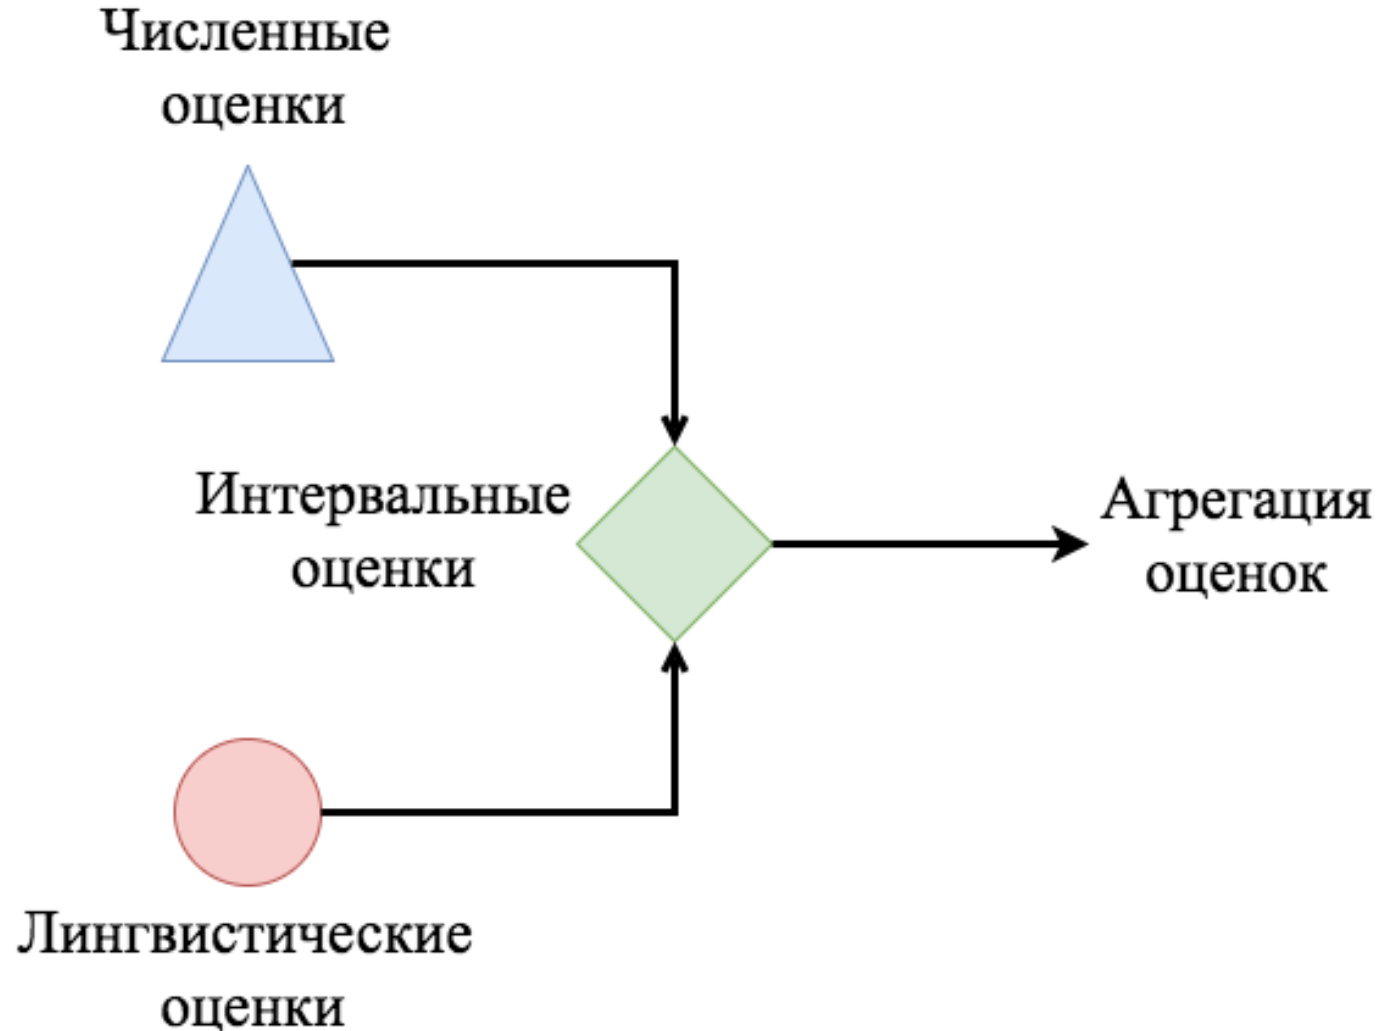 Численные
оценки
Интервальные
оценки
Агрегация
оценок
Лингвистические
оценки